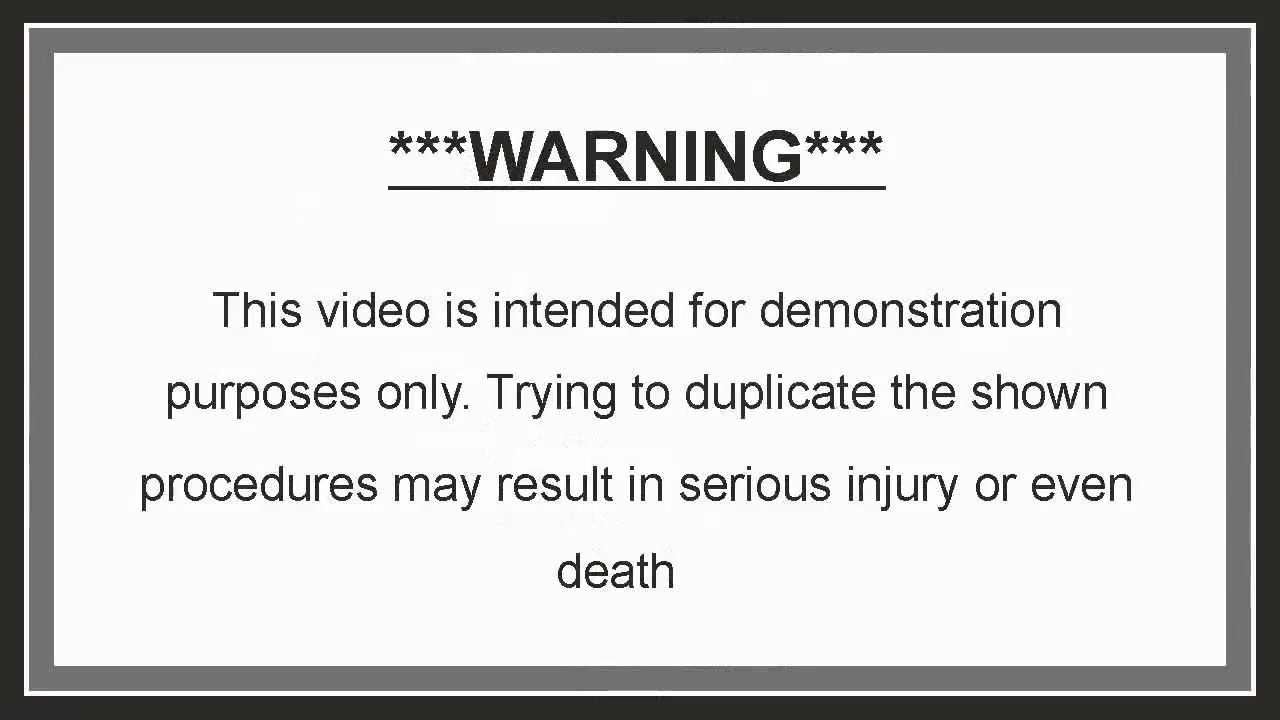 ***WARNING***
This video is intended for demonstration
purposes only. Trying to duplicate the shown
procedures may result in serious injury or even
death